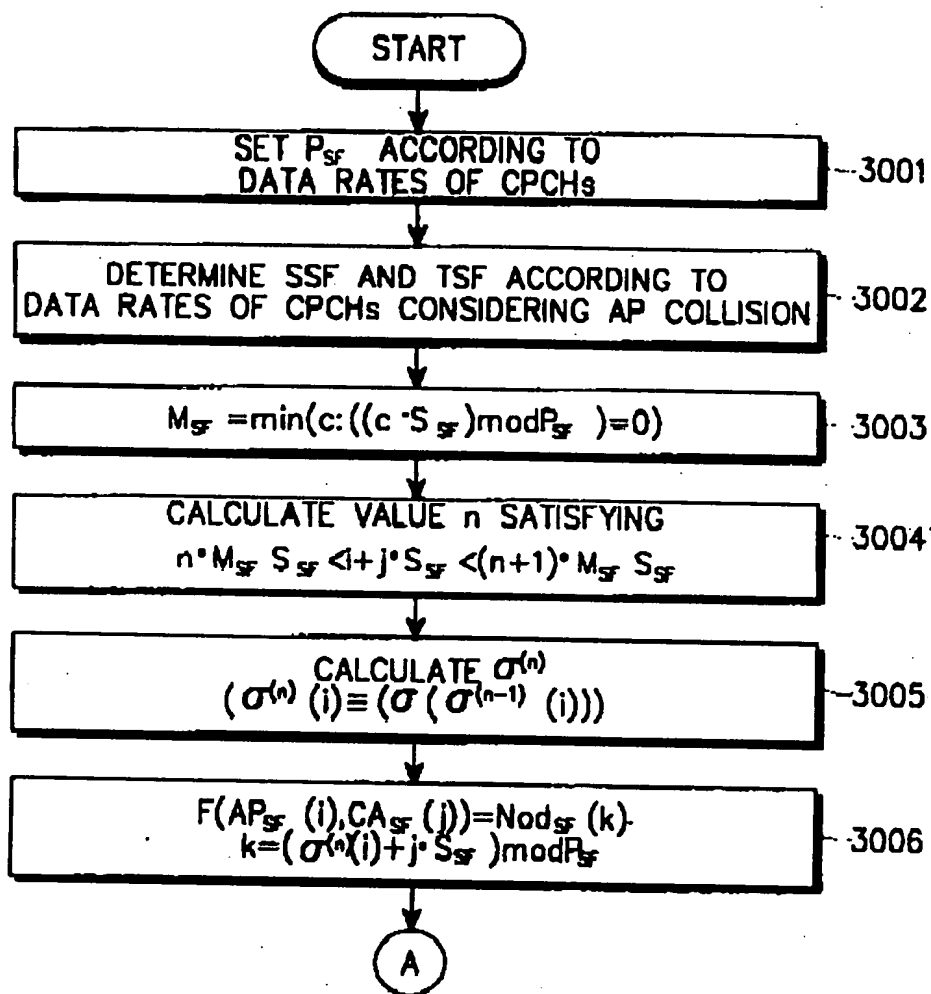 START
SET P_SF ACCORDING TO
DATA RATES OF CPCHs
3001
DETERMINE SSF AND TSF ACCORDING TO
DATA RATES OF CPCHs CONSIDERING AP COLLISION
3002
M_SF =min(c:((c ·S_SF)modP_SF )=0)
3003
CALCULATE VALUE n SATISFYING
n·M_SF S_SF <i+j·S_SF <(n+1)·M_SF S_SF
3004
CALCULATE σ^(n)
(σ^(n) (i)≡(σ(σ^(n-1) (i)))
3005
F(AP_SF (i),CA_SF (j))=Nod_SF (k)
k=(σ^(n)(i)+j·S_SF )modP_SF
3006
A